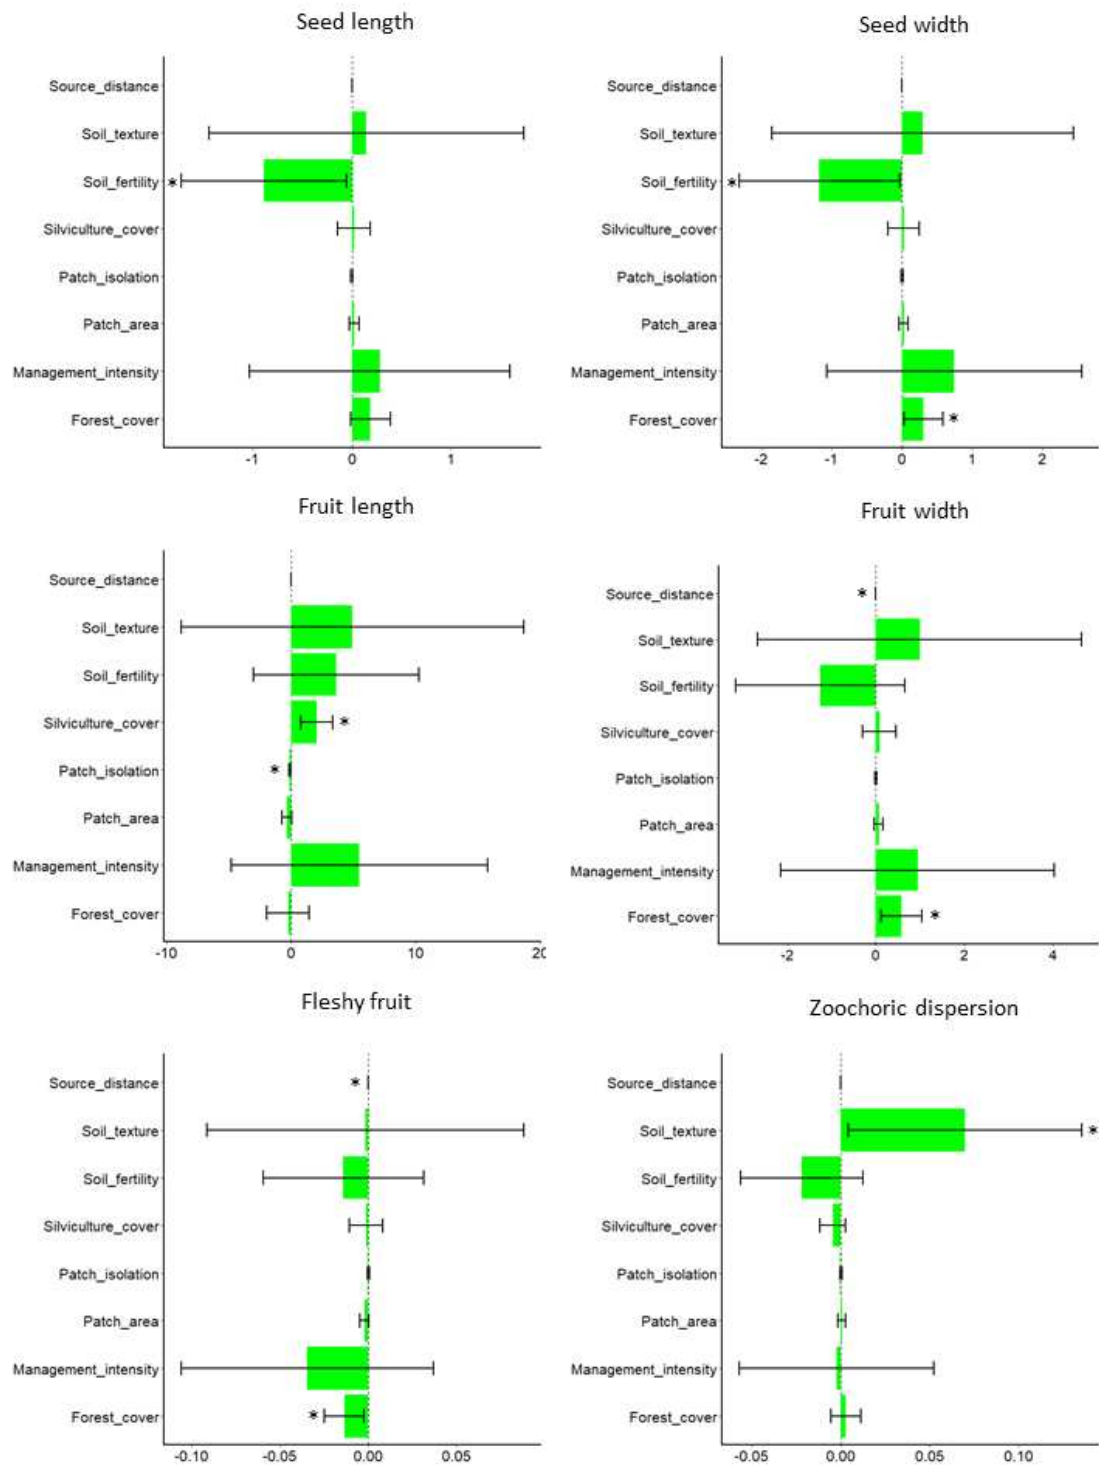 Seed length
Source_distance
Soil_texture
* Soil_fertility
Silviculture_cover
Patch_isolation
Patch_area
Management_intensity
Forest_cover
-1 0 1
Seed width
Source_distance
Soil_texture
Soil_fertility *
Silviculture_cover
Patch_isolation
Patch_area
Management_intensity
Forest_cover *
-2 -1 0 1 2
Fruit length
Source_distance
Soil_texture
Soil_fertility
Silviculture_cover *
Patch_isolation *
Patch_area
Management_intensity
Forest_cover
-10 0 10 20
Fruit width
Source_distance *
Soil_texture
Soil_fertility
Silviculture_cover
Patch_isolation
Patch_area
Management_intensity
Forest_cover *
-2 0 2 4
Fleshy fruit
Source_distance *
Soil_texture
Soil_fertility
Silviculture_cover
Patch_isolation
Patch_area
Management_intensity
Forest_cover *
-0.10 -0.05 0.00 0.05
Zoochoric dispersion
Source_distance
Soil_texture *
Soil_fertility
Silviculture_cover
Patch_isolation
Patch_area
Management_intensity
Forest_cover
-0.05 0.00 0.05 0.10